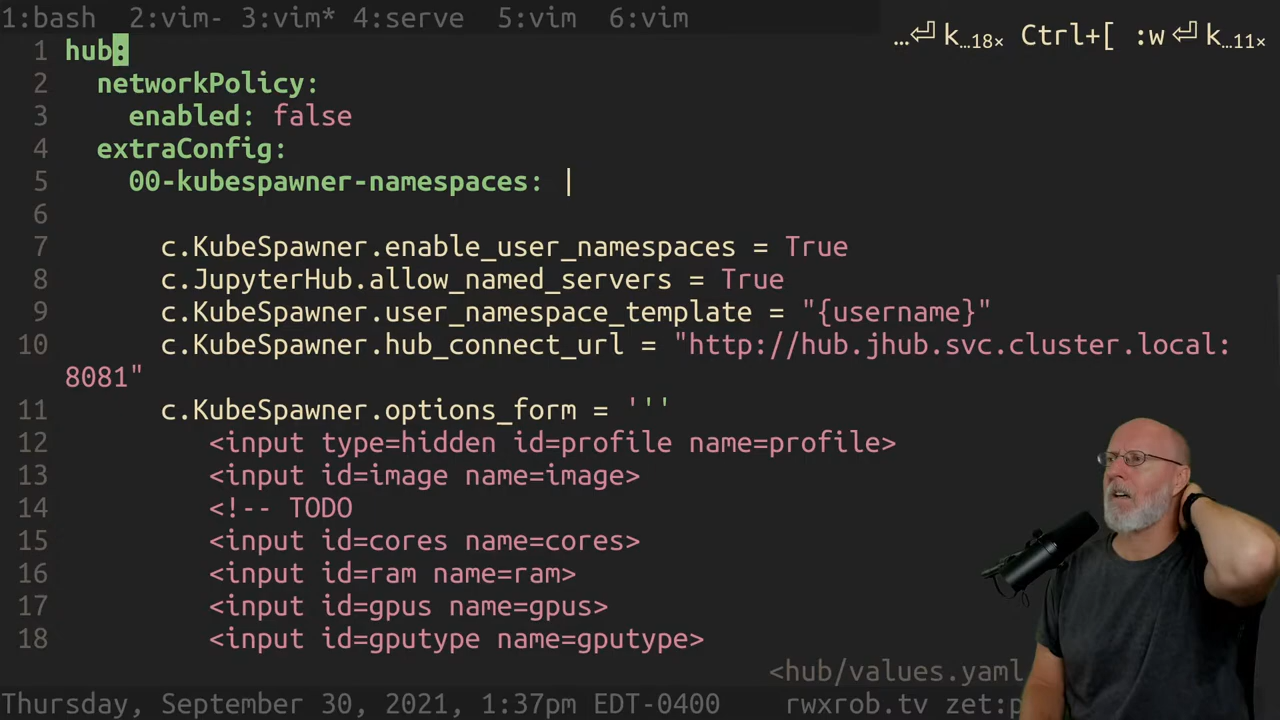 1:bash 2:vim- 3:vim* 4:serve 5:vim 6:vim
…⏎ k…18× Ctrl+[ :w⏎ k…11×
1 hub:
2 networkPolicy:
3 enabled: false
4 extraConfig:
5 00-kubespawner-namespaces: |
6
7 c.KubeSpawner.enable_user_namespaces = True
8 c.JupyterHub.allow_named_servers = True
9 c.KubeSpawner.user_namespace_template = "{username}"
10 c.KubeSpawner.hub_connect_url = "http://hub.jhub.svc.cluster.local:
8081"
11 c.KubeSpawner.options_form = '''
12 <input type=hidden id=profile name=profile>
13 <input id=image name=image>
14 <!-- TODO
15 <input id=cores name=cores>
16 <input id=ram name=ram>
17 <input id=gpus name=gpus>
18 <input id=gputype name=gputype>
<hub/values.yaml
Thursday, September 30, 2021, 1:37pm EDT-0400 rwxrob.tv zet:p